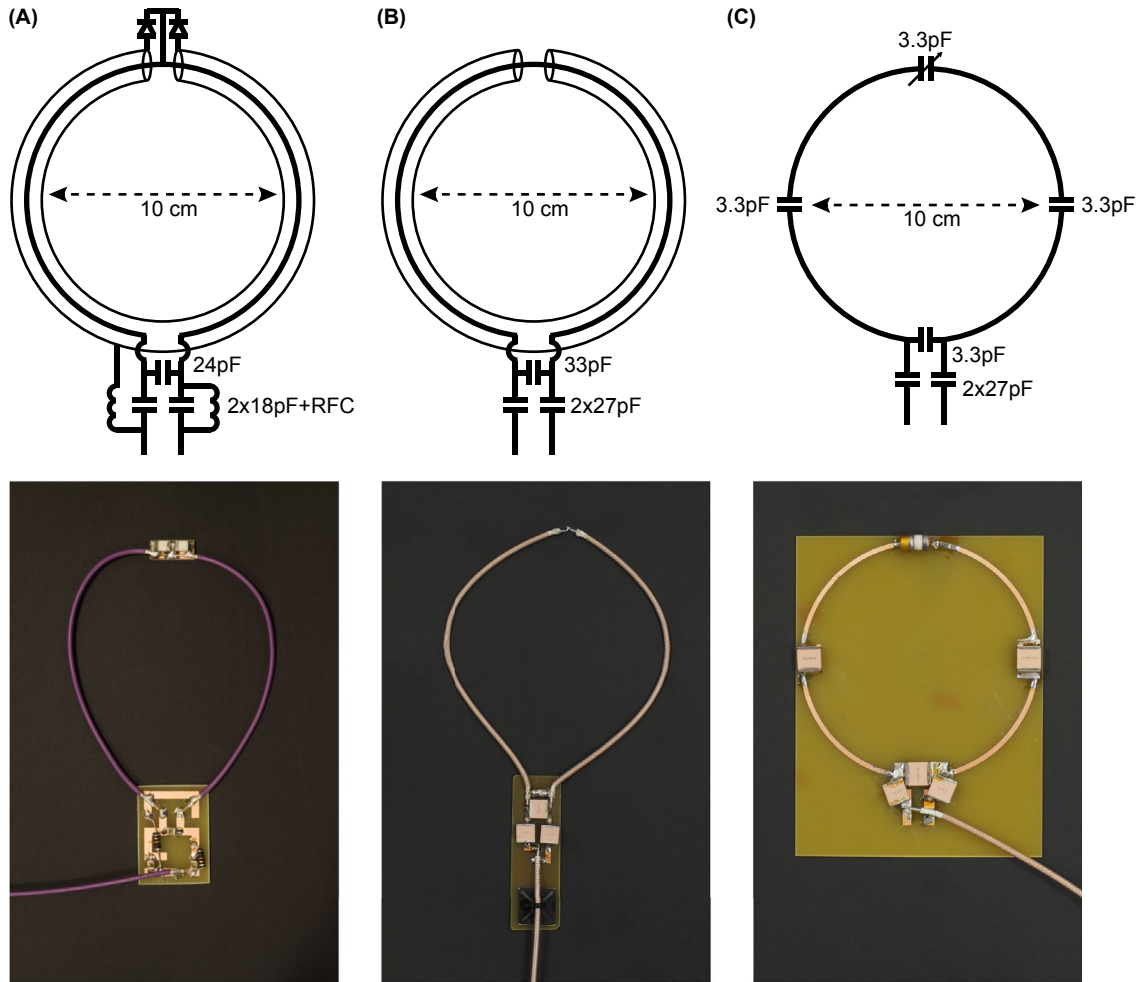 (A)
(B)
(C)
3.3pF
10 cm
10 cm
3.3pF
10 cm
3.3pF
24pF
2x18pF+RFC
33pF
2x27pF
3.3pF
2x27pF